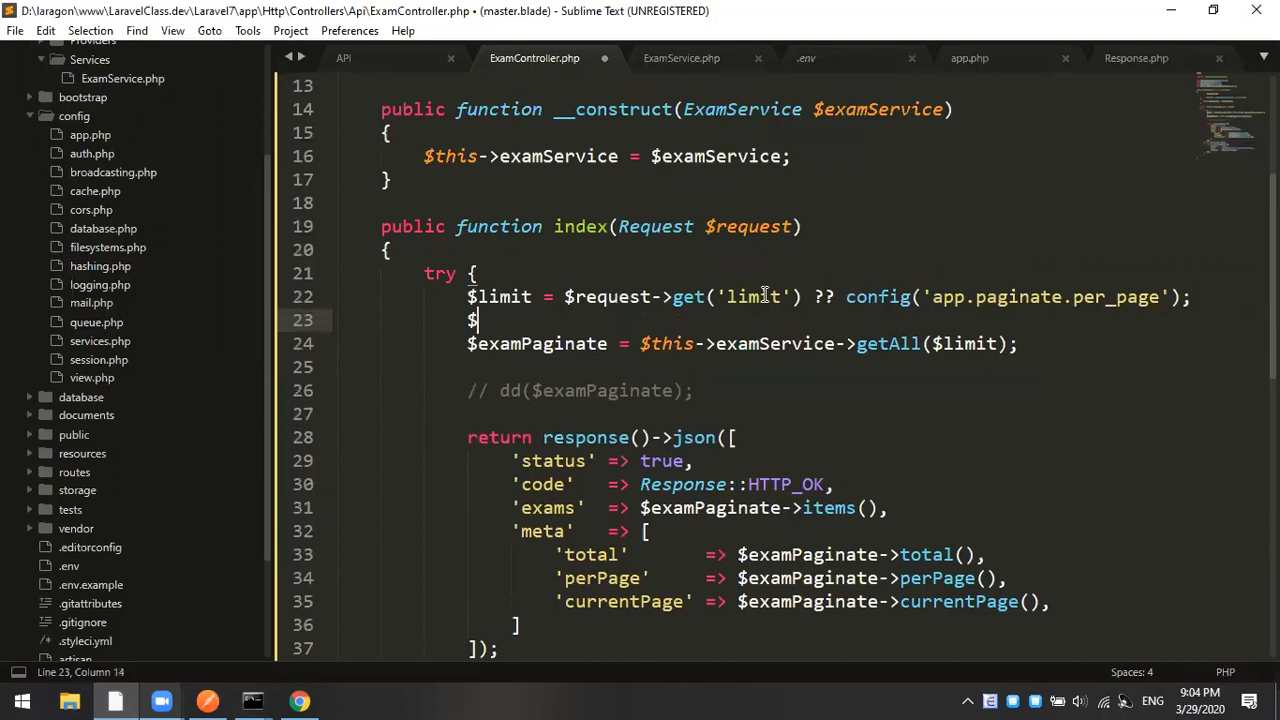 D:\laragon\www\LaravelClass.dev\Laravel7\app\Http\Controllers\Api\ExamController.php • (master.blade) - Sublime Text (UNREGISTERED)
File Edit Selection Find View Goto Tools Project Preferences Help
API ExamController.php ExamService.php .env app.php Response.php
Providers
Services
ExamService.php
bootstrap
config
app.php
auth.php
broadcasting.php
cache.php
cors.php
database.php
filesystems.php
hashing.php
logging.php
mail.php
queue.php
services.php
session.php
view.php
database
documents
public
resources
routes
storage
tests
vendor
.editorconfig
.env
.env.example
.gitattributes
.gitignore
.styleci.yml
artisan
13
14 public function __construct(ExamService $examService)
15 {
16 $this->examService = $examService;
17 }
18
19 public function index(Request $request)
20 {
21 try {
22 $limit = $request->get('limit') ?? config('app.paginate.per_page');
23 $
24 $examPaginate = $this->examService->getAll($limit);
25
26 // dd($examPaginate);
27
28 return response()->json([
29 'status' => true,
30 'code' => Response::HTTP_OK,
31 'exams' => $examPaginate->items(),
32 'meta' => [
33 'total' => $examPaginate->total(),
34 'perPage' => $examPaginate->perPage(),
35 'currentPage' => $examPaginate->currentPage(),
36 ]
37 ]);
Line 23, Column 14 Spaces: 4 PHP
ENG
9:04 PM
3/29/2020